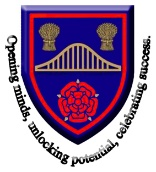 Opening minds, unlocking potential, celebrating success.